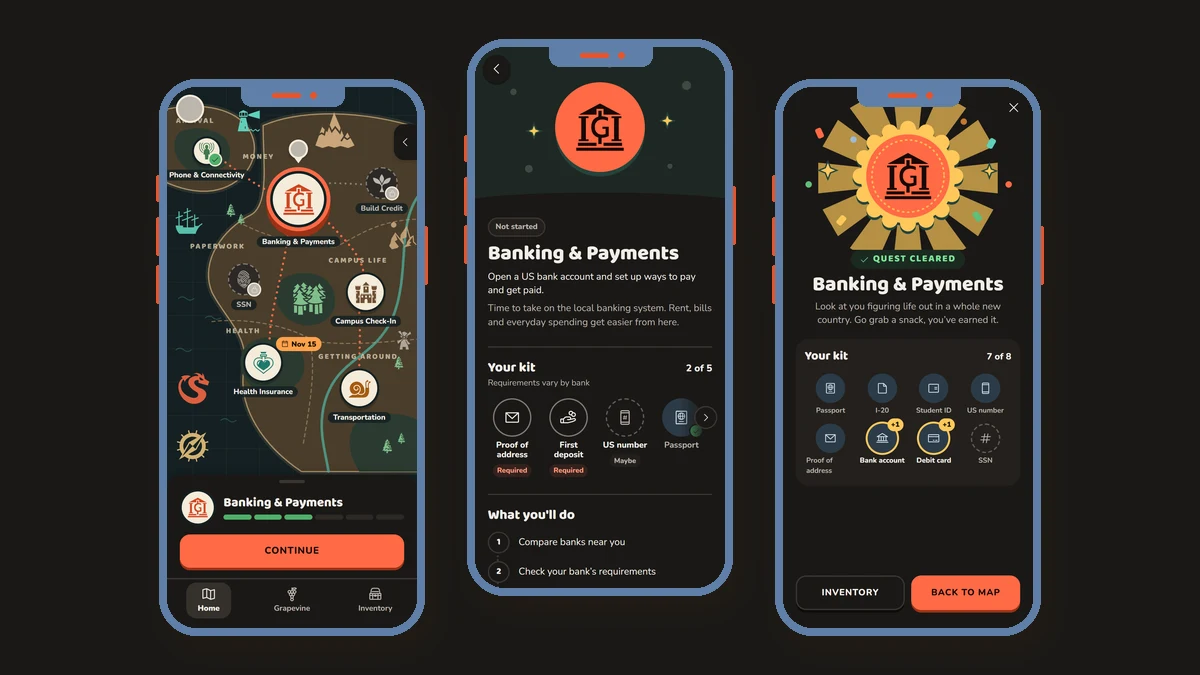 ARRIVAL
Phone & Connectivity
MONEY
Build Credit
Banking & Payments
PAPERWORK
CAMPUS LIFE
SSN
Campus Check-In
HEALTH
Nov 15
GETTING AROUND
Health Insurance
Transportation
Banking & Payments
CONTINUE
Home
Grapevine
Inventory
Not started
Banking & Payments
Open a US bank account and set up ways to pay
and get paid.
Time to take on the local banking system. Rent, bills
and everyday spending get easier from here.
Your kit
2 of 5
Requirements vary by bank
Proof of
address
Required
First
deposit
Required
US number
Maybe
Passport
What you'll do
1
Compare banks near you
2
Check your bank's requirements
QUEST CLEARED
Banking & Payments
Look at you figuring life out in a whole new
country. Go grab a snack, you've earned it.
Your kit
7 of 8
Passport
I-20
Student ID
US number
Proof of
address
+1
Bank account
+1
Debit card
#
SSN
INVENTORY
BACK TO MAP